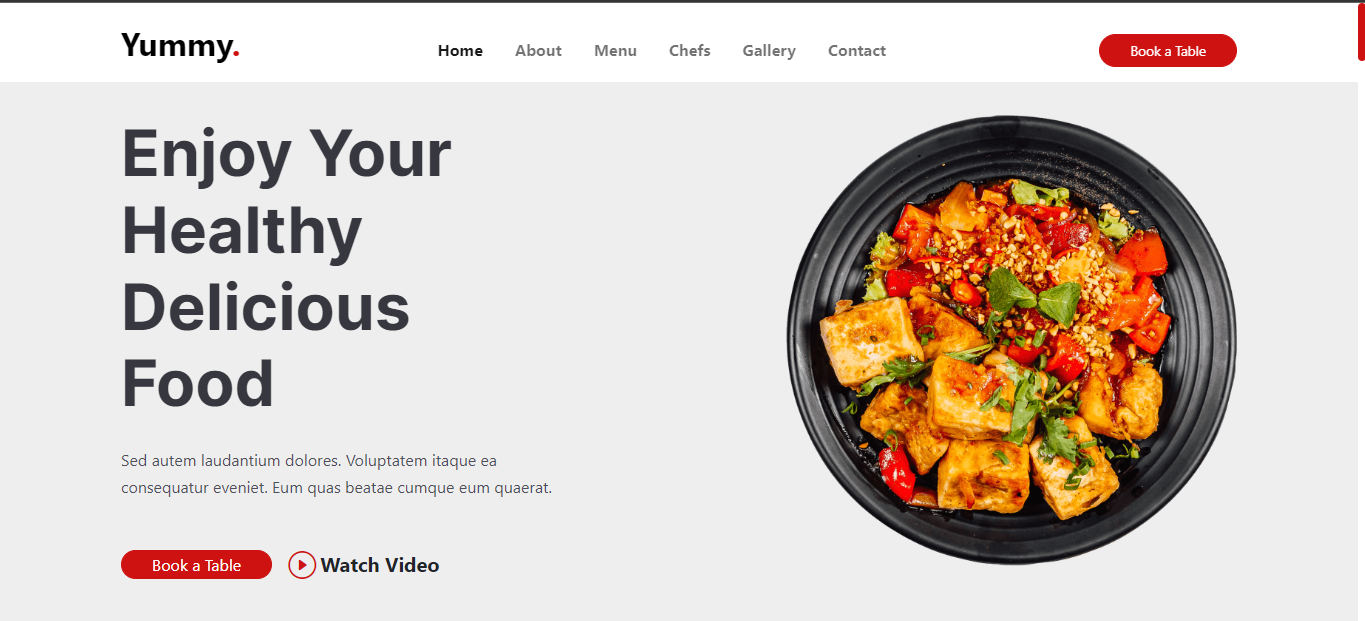 Yummy.
Home About Menu Chefs Gallery Contact
Book a Table
Enjoy Your
Healthy
Delicious
Food
Sed autem laudantium dolores. Voluptatem itaque ea
consequatur eveniet. Eum quas beatae cumque eum quaerat.
Book a Table
Watch Video